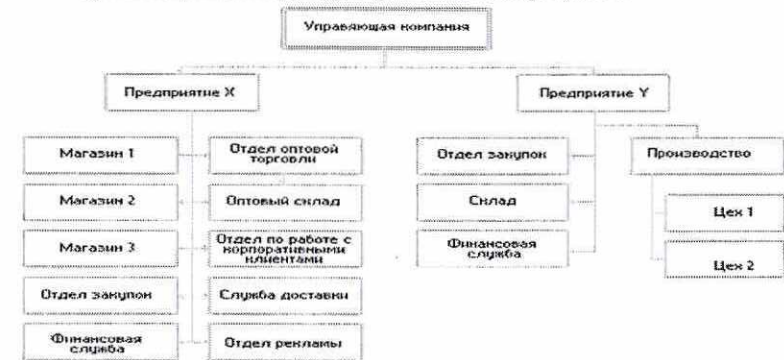 Управляющая компания
Предприятие X
Предприятие Y
Магазин 1
Отдел оптовой
торговли
Магазин 2
Оптовый склад
Магазин 3
Отдел по работе с
корпоративными
клиентами
Отдел закупок
Служба доставки
Финансовая
служба
Отдел рекламы
Отдел закупок
Производство
Склад
Цех 1
Финансовая
служба
Цех 2